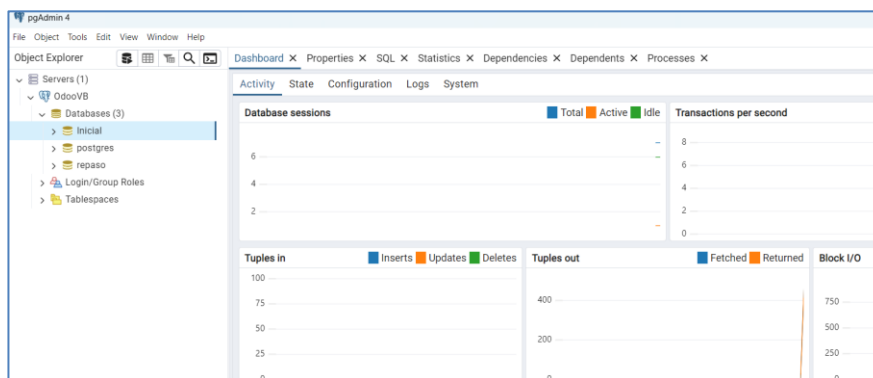 pgAdmin 4
File Object Tools Edit View Window Help
Object Explorer
Dashboard Properties SQL Statistics Dependencies Dependents Processes
Servers (1)
OdooVB
Databases (3)
Inicial
postgres
repaso
Login/Group Roles
Tablespaces
Activity State Configuration Logs System
Database sessions Total Active Idle
6
4
2
Transactions per second
8
6
4
2
0
Tuples in Inserts Updates Deletes
100
75
50
25
0
Tuples out Fetched Returned
400
200
0
Block I/O
750
500
250
0